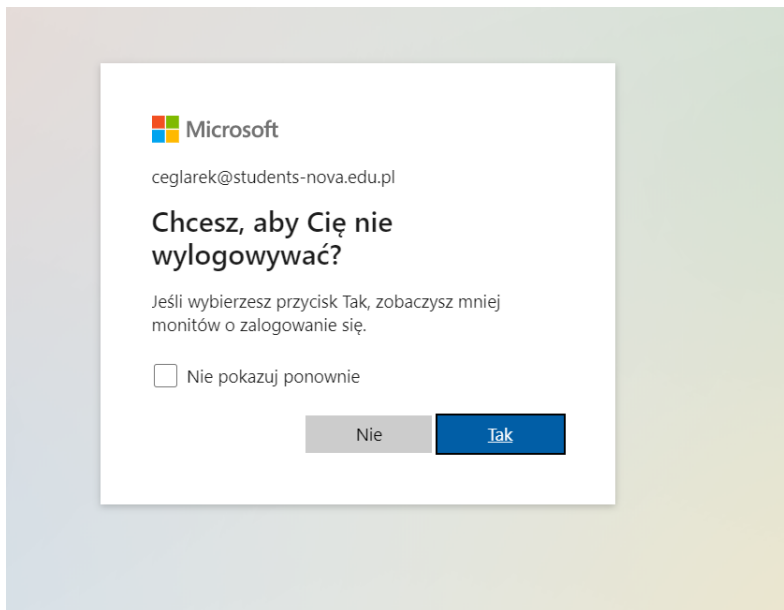 Microsoft
ceglarek@students-nova.edu.pl
Chcesz, aby Cię nie
wylogowywać?
Jeśli wybierzesz przycisk Tak, zobaczysz mniej
monitów o zalogowanie się.
Nie pokazuj ponownie
Nie Tak